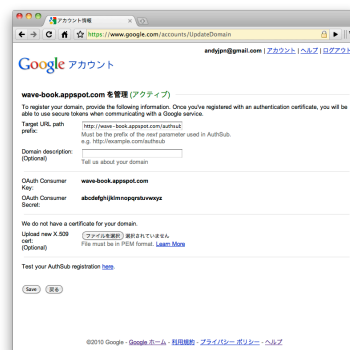 アカウント情報
https://www.google.com/accounts/UpdateDomain
andyjpn@gmail.com | アカウント | ヘルプ | ログアウト
Google アカウント
wave-book.appspot.com を管理 (アクティブ)
To register your domain, provide the following information. Once you've registered with an authentication certificate, you will be
able to use secure tokens when communicating with a Google service.
Target URL path
prefix:
http://wave-book.appspot.com/authsub
Must be the prefix of the next parameter used in AuthSub.
e.g. http://example.com/authsub
Domain description:
(Optional)
Tell us about your domain
OAuth Consumer
Key:
wave-book.appspot.com
OAuth Consumer
Secret:
abcdefghijklmnopqrstuvwxyz
We do not have a certificate for your domain.
Upload new X.509
cert:
(Optional)
ファイルを選択 選択されていません
File must be in PEM format. Learn More
Test your AuthSub registration here.
Save 戻る
©2010 Google - Google ホーム - 利用規約 - プライバシー ポリシー - ヘルプ